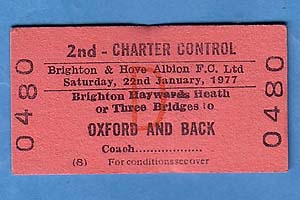 2nd - CHARTER CONTROL
Brighton & Hove Albion F.C. Ltd
Saturday, 22nd January, 1977
Brighton Haywards Heath
or Three Bridges to
OXFORD AND BACK
Coach..................
(S) For conditions see over
0480
0480